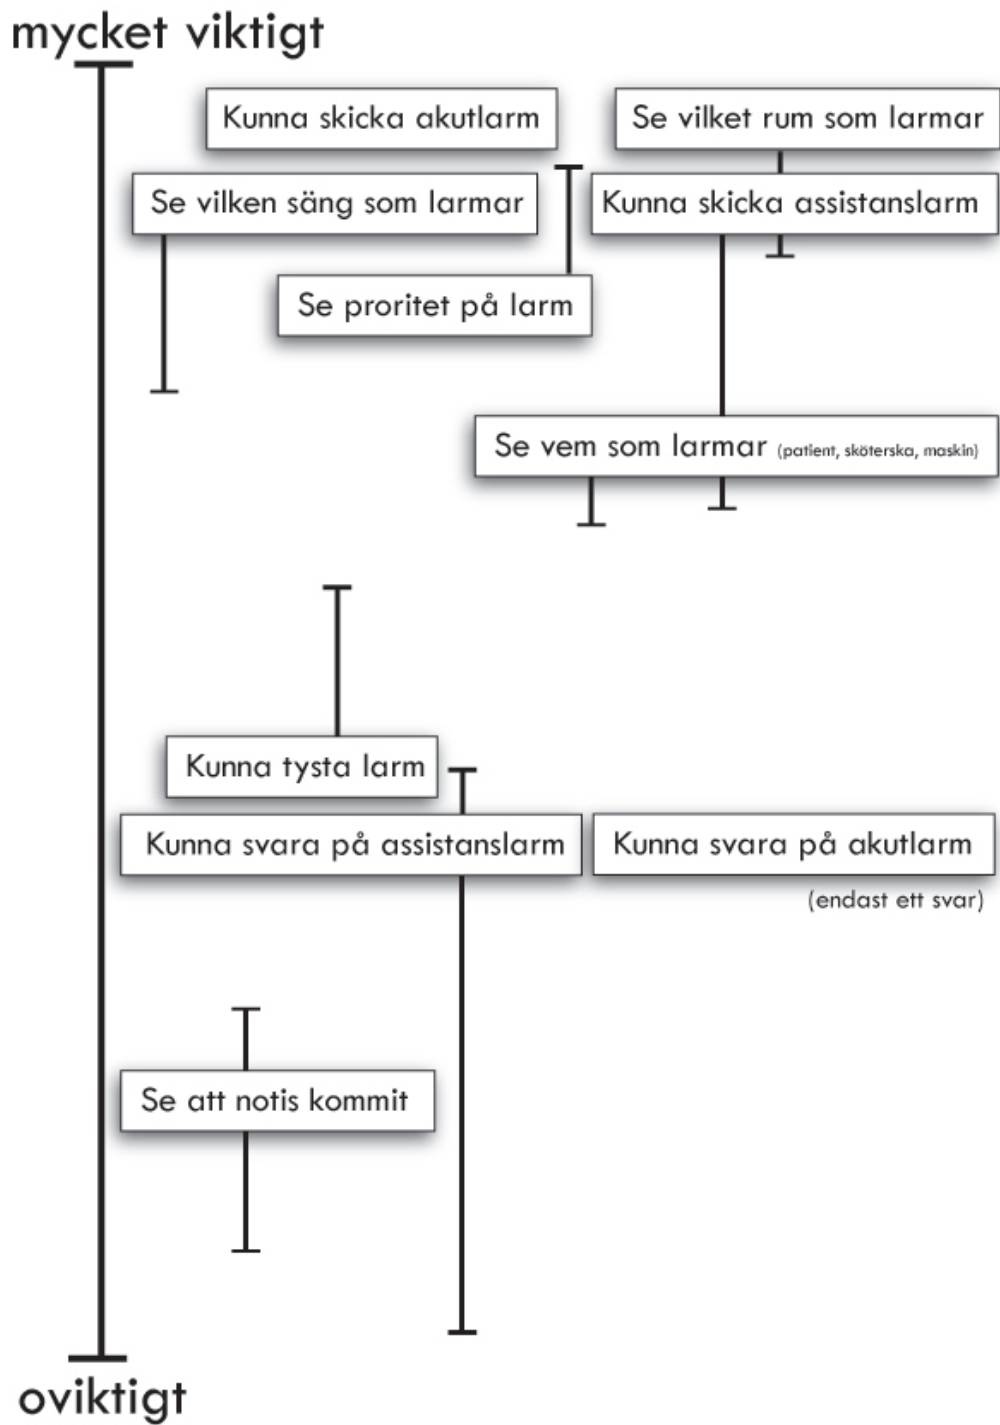 mycket viktigt
Kunna skicka akutlarm
Se vilket rum som larmar
Se vilken säng som larmar
Kunna skicka assistanslarm
Se proritet på larm
Se vem som larmar (patient, sköterska, maskin)
Kunna tysta larm
Kunna svara på assistanslarm
Kunna svara på akutlarm
(endast ett svar)
Se att notis kommit
oviktigt